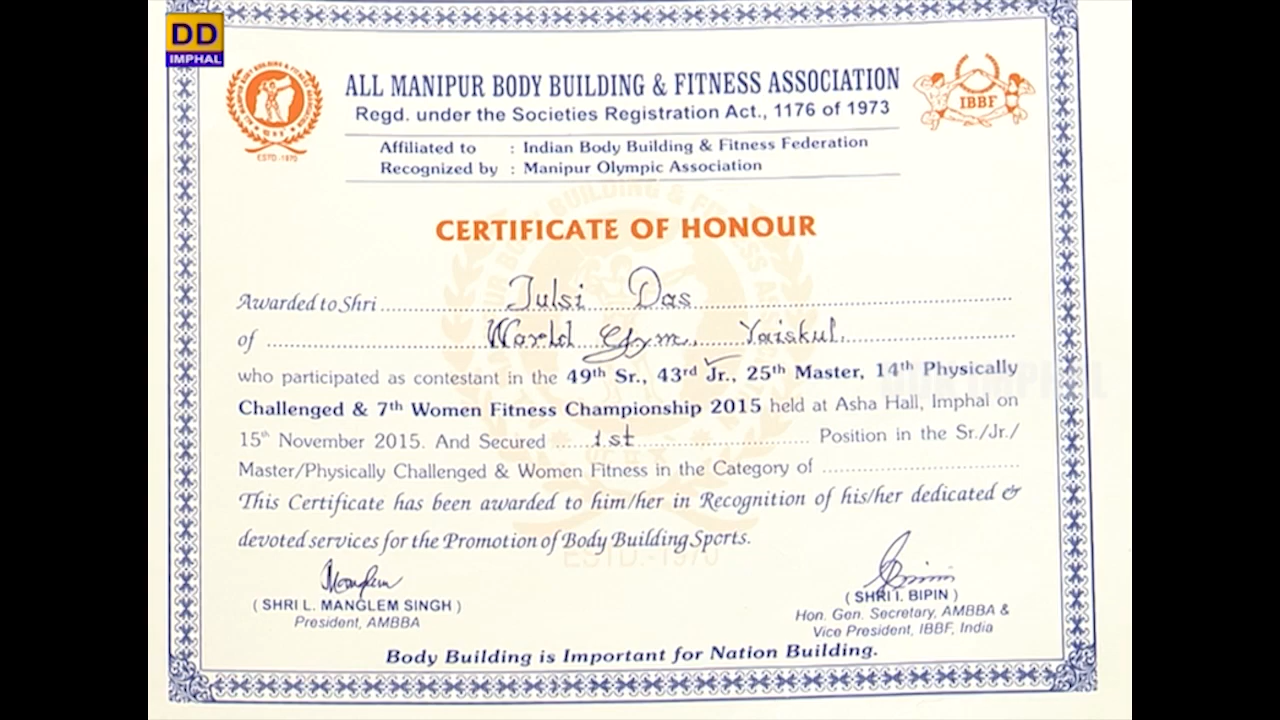 DD
IMPHAL
ALL MANIPUR BODY BUILDING & FITNESS ASSOCIATION
Regd. under the Societies Registration Act., 1176 of 1973
Affiliated to : Indian Body Building & Fitness Federation
Recognized by : Manipur Olympic Association
ESTD.-1970
IBBF
CERTIFICATE OF HONOUR
Awarded to Shri Tulsi Das
of World Gym, Yaiskul.
who participated as contestant in the 49th Sr., 43rd Jr., 25th Master, 14th Physically
Challenged & 7th Women Fitness Championship 2015 held at Asha Hall, Imphal on
15th November 2015. And Secured 1st Position in the Sr./Jr./
Master/Physically Challenged & Women Fitness in the Category of
This Certificate has been awarded to him/her in Recognition of his/her dedicated &
devoted services for the Promotion of Body Building Sports.
ESTD.-1970
( SHRI L. MANGLEM SINGH )
President, AMBBA
( SHRI I. BIPIN )
Hon. Gen. Secretary, AMBBA &
Vice President, IBBF, India
Body Building is Important for Nation Building.